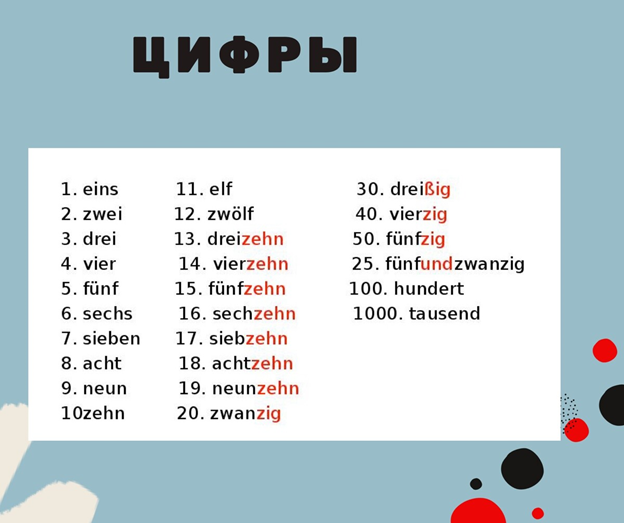 ЦИФРЫ
1. eins
2. zwei
3. drei
4. vier
5. fünf
6. sechs
7. sieben
8. acht
9. neun
10zehn
11. elf
12. zwölf
13. dreizehn
14. vierzehn
15. fünfzehn
16. sechzehn
17. siebzehn
18. achtzehn
19. neunzehn
20. zwanzig
30. dreißig
40. vierzig
50. fünfzig
25. fünfundzwanzig
100. hundert
1000. tausend